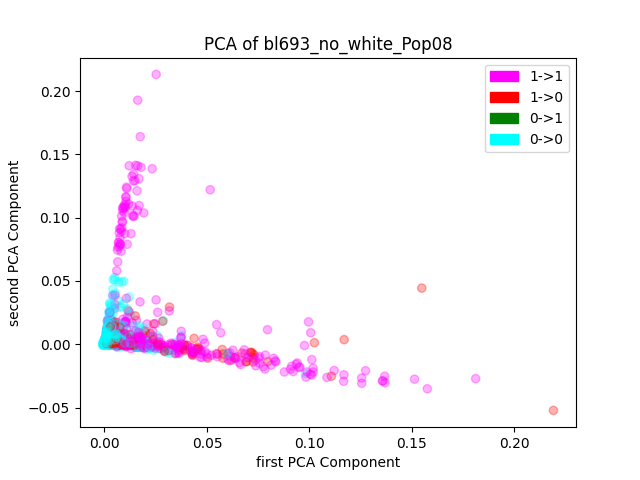 PCA of bl693_no_white_Pop08
1->1
1->0
0->1
0->0
0.20
0.15
0.10
0.05
0.00
−0.05
second PCA Component
0.00 0.05 0.10 0.15 0.20
first PCA Component